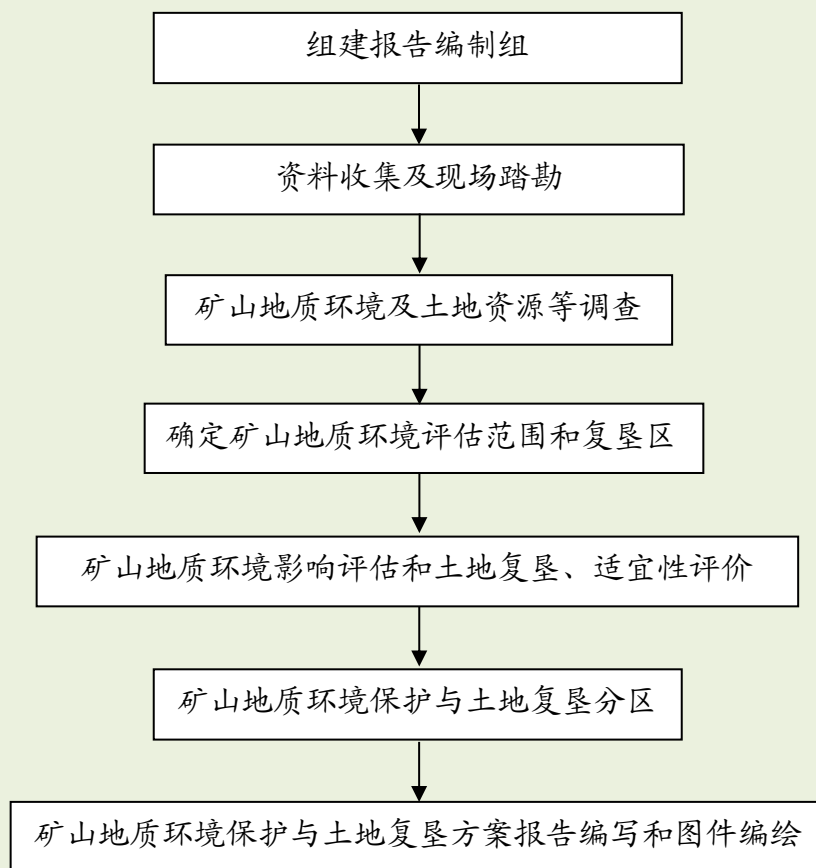 组建报告编制组
资料收集及现场踏勘
矿山地质环境及土地资源等调查
确定矿山地质环境评估范围和复垦区
矿山地质环境影响评估和土地复垦、适宜性评价
矿山地质环境保护与土地复垦分区
矿山地质环境保护与土地复垦方案报告编写和图件编绘